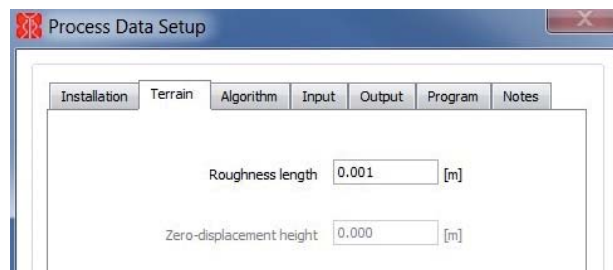 Process Data Setup
Installation Terrain Algorithm Input Output Program Notes
Roughness length 0.001 [m]
Zero-displacement height 0.000 [m]